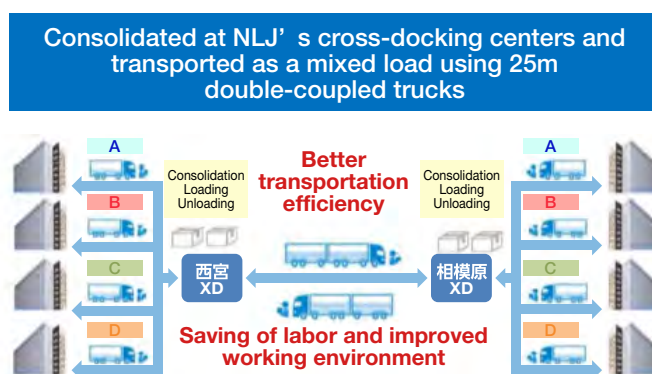 Consolidated at NLJ’ s cross-docking centers and
transported as a mixed load using 25m
double-coupled trucks
A
B
C
D
Consolidation
Loading
Unloading
西宮
XD
Better
transportation
efficiency
Saving of labor and improved
working environment
Consolidation
Loading
Unloading
相模原
XD
A
B
C
D